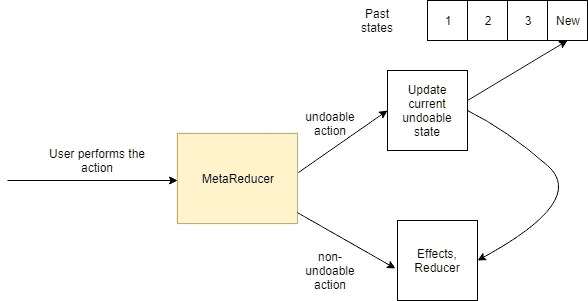 Past
states
1
2
3
New
Update
current
undoable
state
undoable
action
User performs the
action
MetaReducer
non-
undoable
action
Effects,
Reducer